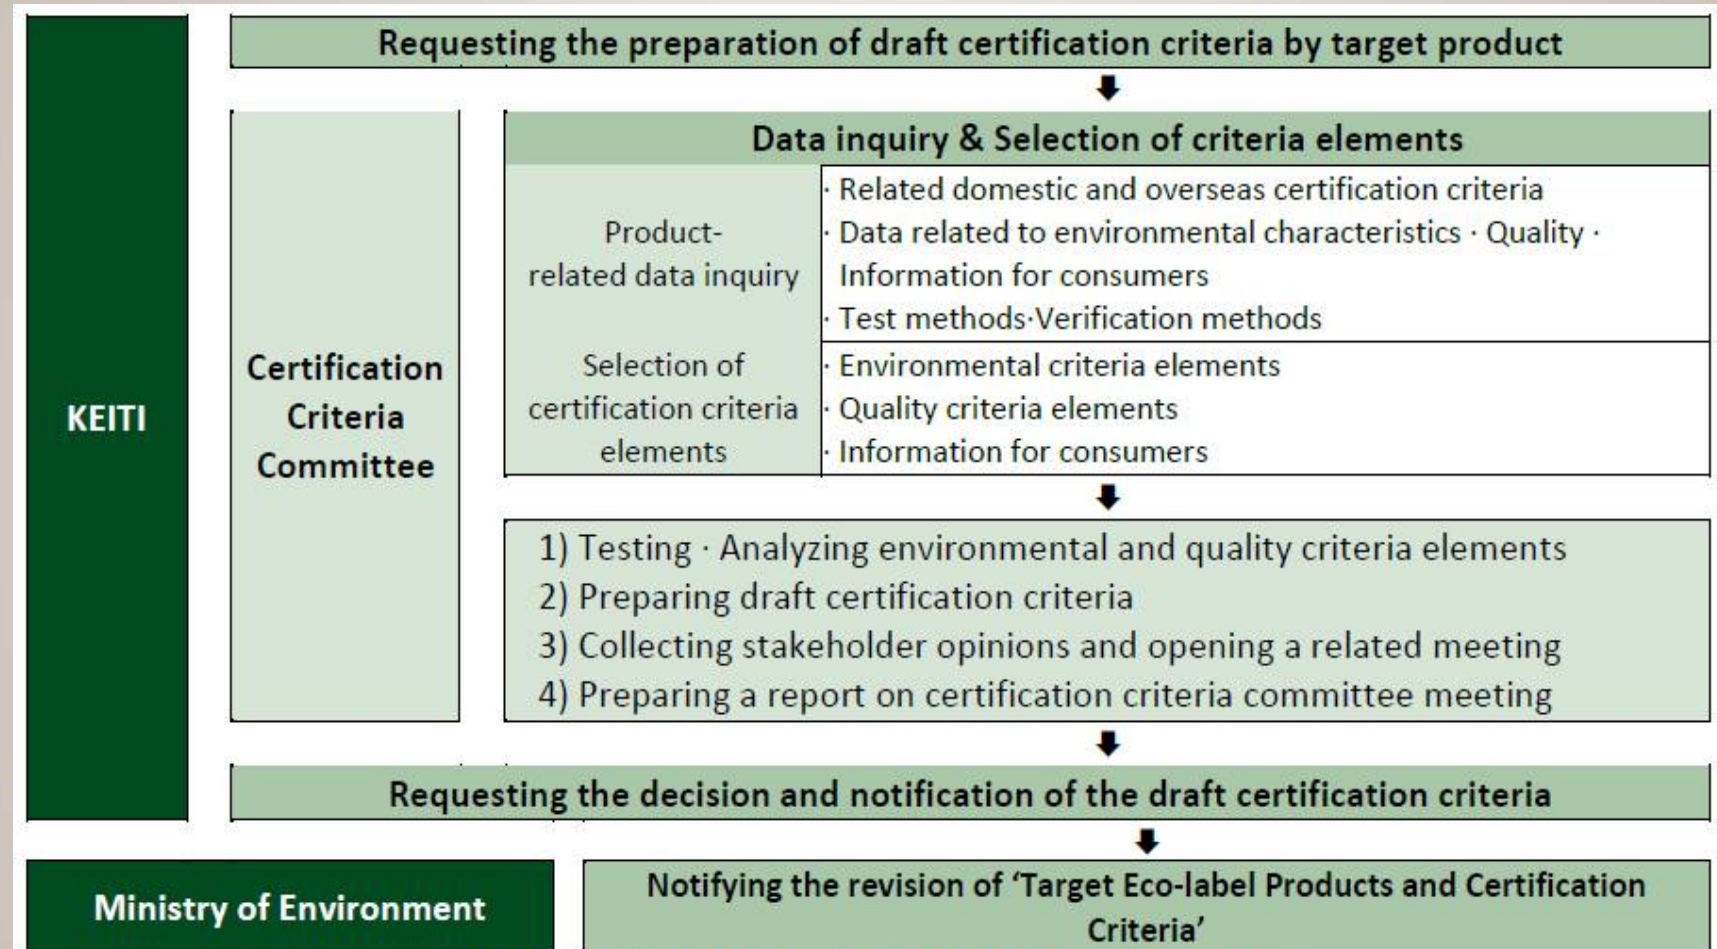 KEITI
Requesting the preparation of draft certification criteria by target product
Certification
Criteria
Committee
Data inquiry & Selection of criteria elements
Product-
related data inquiry
· Related domestic and overseas certification criteria
· Data related to environmental characteristics · Quality ·
Information for consumers
· Test methods·Verification methods
Selection of
certification criteria
elements
· Environmental criteria elements
· Quality criteria elements
· Information for consumers
1) Testing · Analyzing environmental and quality criteria elements
2) Preparing draft certification criteria
3) Collecting stakeholder opinions and opening a related meeting
4) Preparing a report on certification criteria committee meeting
Requesting the decision and notification of the draft certification criteria
Ministry of Environment
Notifying the revision of ‘Target Eco-label Products and Certification
Criteria’